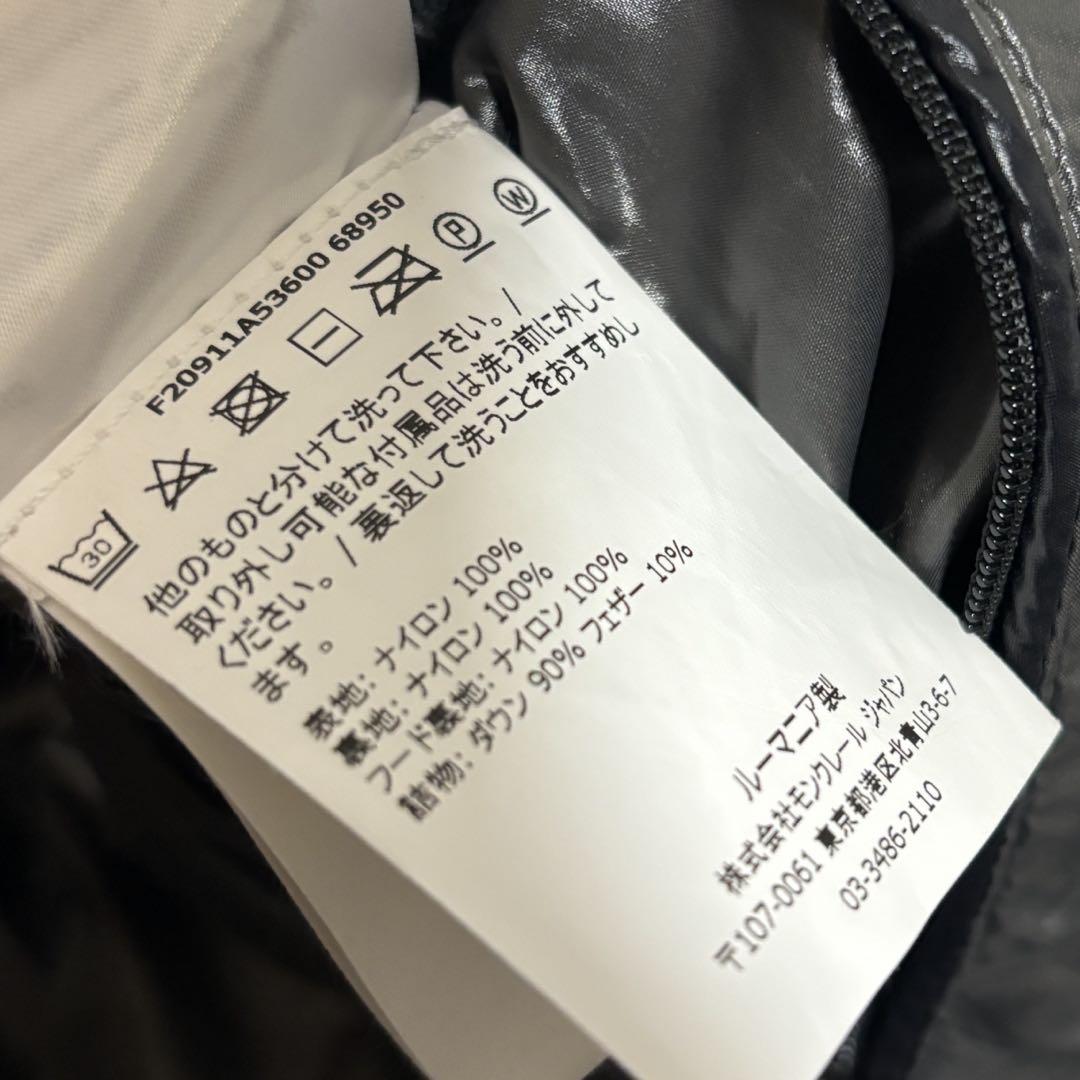 F20911A53600 68950
30
P
W
他のものと分けて洗って下さい。/
取り外し可能な付属品は洗う前に外して
ください。/ 裏返して洗うことをおすすめし
ます。
表地: ナイロン 100%
裏地: ナイロン 100%
フード裏地: ナイロン 100%
詰物: ダウン 90% フェザー 10%
ルーマニア製
株式会社モンクレール・ジャパン
〒107-0061 東京都港区北青山3-6-7
03-3486-2110